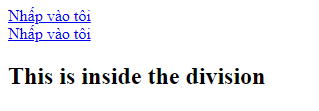 Nhấp vào tôi
Nhấp vào tôi
This is inside the division